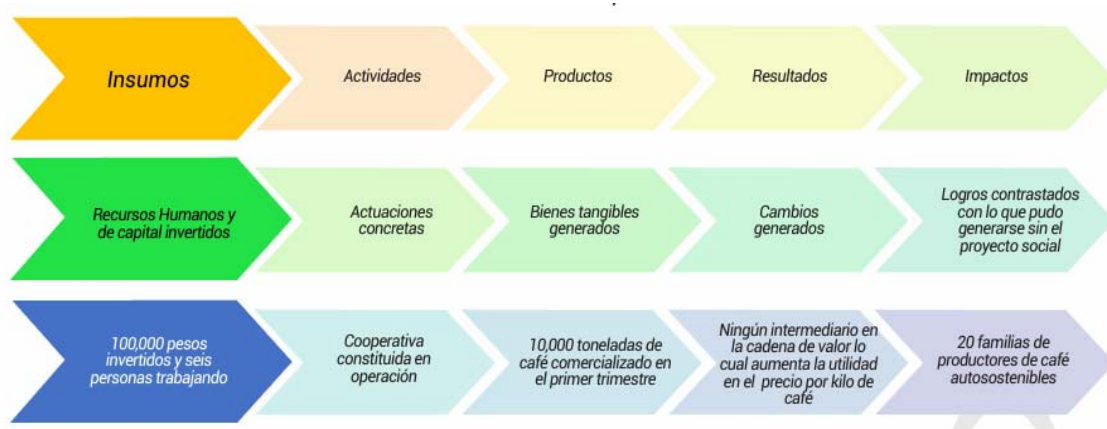 Insumos
Actividades
Productos
Resultados
Impactos
Recursos Humanos y
de capital invertidos
Actuaciones
concretas
Bienes tangibles
generados
Cambios
generados
Logros contrastados
con lo que pudo
generarse sin el
proyecto social
100,000 pesos
invertidos y seis
personas trabajando
Cooperativa
constituida en
operación
10,000 toneladas de
café comercializado en
el primer trimestre
Ningún intermediario en
la cadena de valor lo
cual aumenta la utilidad
en el precio por kilo de
café
20 familias de
productores de café
autosostenibles